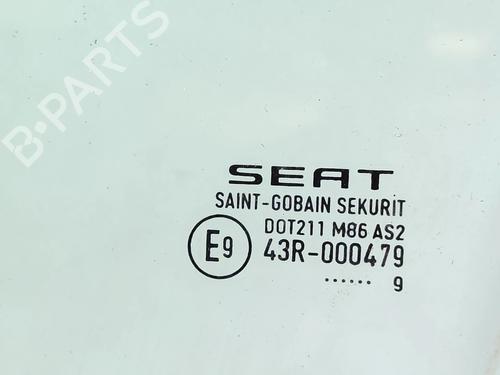 B-PARTS
SEAT
SAINT-GOBAIN SEKURIT
DOT211 M86 AS2
E9 43R-000479
...... 9